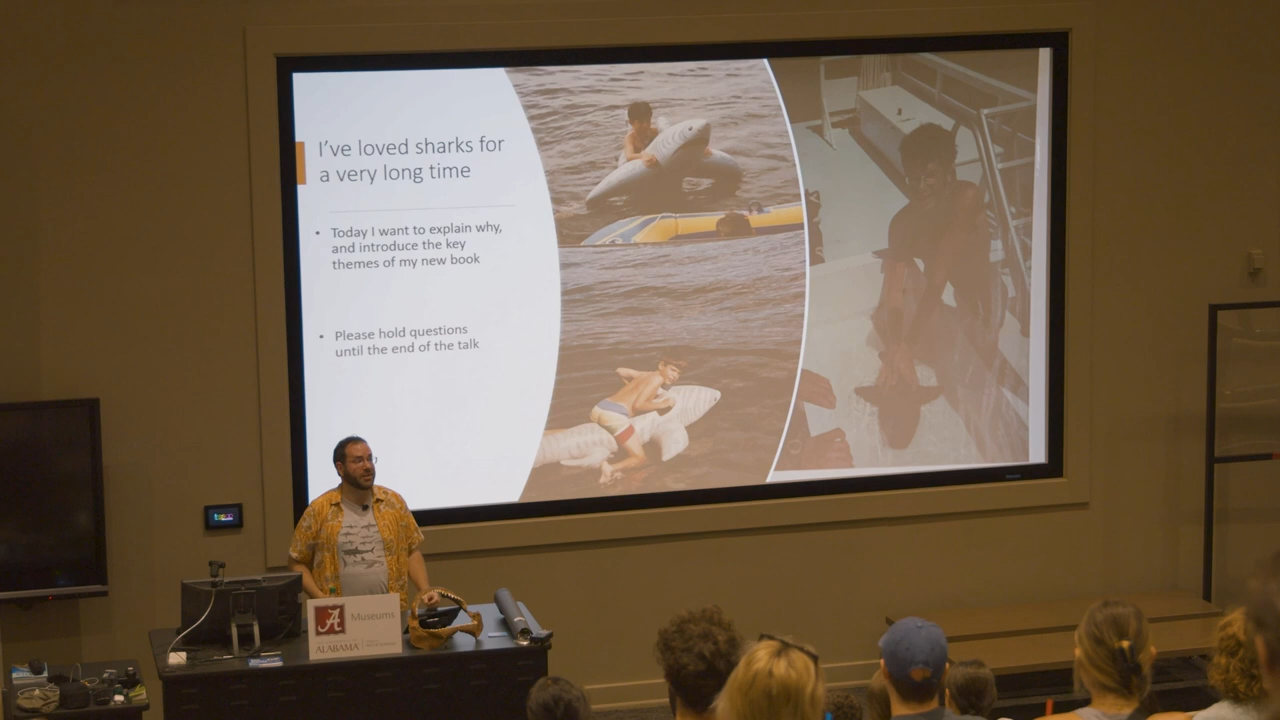 I've loved sharks for
a very long time
• Today I want to explain why,
and introduce the key
themes of my new book
• Please hold questions
until the end of the talk
A Museums
ALABAMA